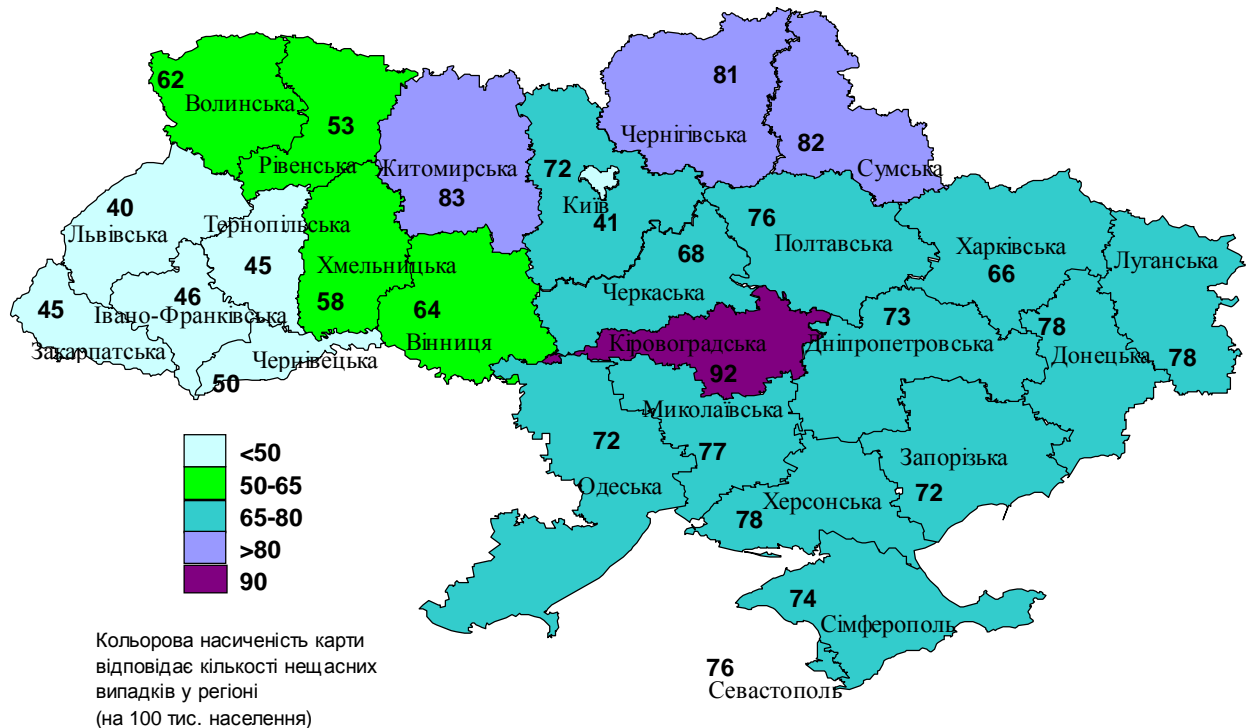 81
62
Волинська
53
Чернігівська
82
Рівенська
Житомирська
72
Сумська
83
Київ
41
40
Львівська
Тернопільська
76
Полтавська
45
68
Харківська
66
Луганська
Хмельницька
58
46
Івано-Франківська
45
Закарпатська
Черкаська
64
Вінниця
73
Дніпропетровська
78
Донецька
78
Кіровоградська
92
Чернівецька
50
Миколаївська
77
72
Одеська
Запорізька
72
Херсонська
78
<50
50-65
65-80
>80
90
74
Сімферополь
76
Севастополь
Кольорова насиченість карти
відповідає кількості нещасних
випадків у регіоні
(на 100 тис. населення)